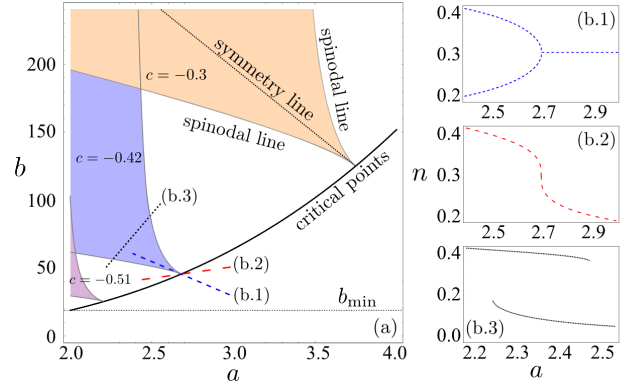 200
150
100
50
0
b
2.0 2.5 3.0 3.5 4.0
a
c = −0.3
symmetry line
spinodal line
spinodal line
c = −0.42
(b.3)
critical points
c = −0.51
(b.2)
(b.1)
b min
(a)
0.4
0.3
0.2
(b.1)
2.5 2.7 2.9
0.4
0.3
0.2
n
(b.2)
2.5 2.7 2.9
0.4
0.2
0.0
(b.3)
2.2 2.3 2.4 2.5
a